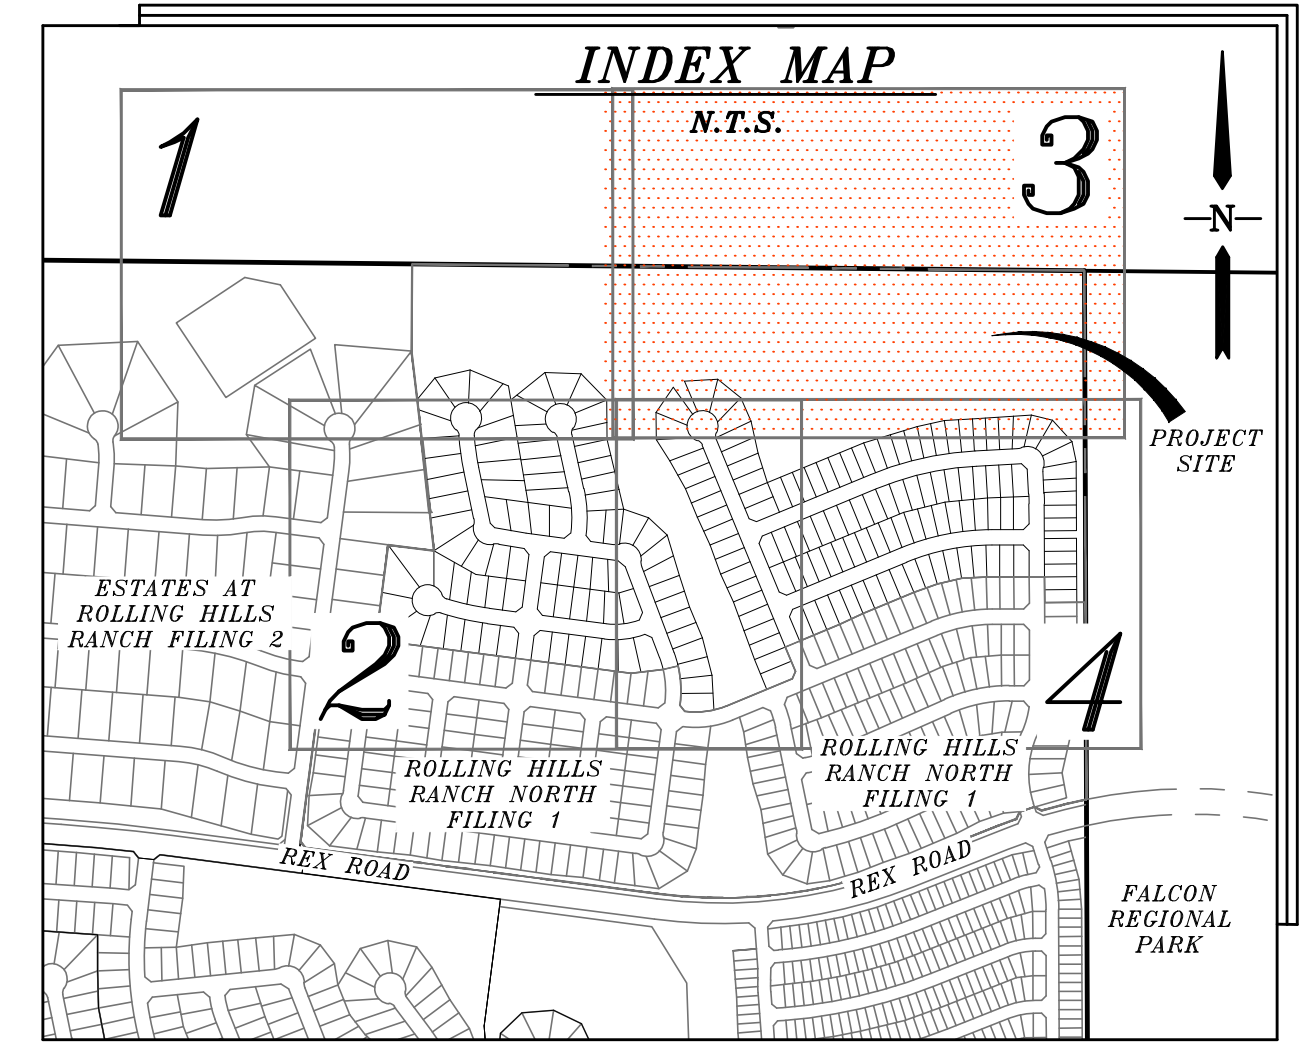 INDEX MAP
N.T.S.
1
3
N
PROJECT
SITE
ESTATES AT
ROLLING HILLS
RANCH FILING 2
2
4
ROLLING HILLS
RANCH NORTH
FILING 1
ROLLING HILLS
RANCH NORTH
FILING 1
REX ROAD
REX ROAD
FALCON
REGIONAL
PARK